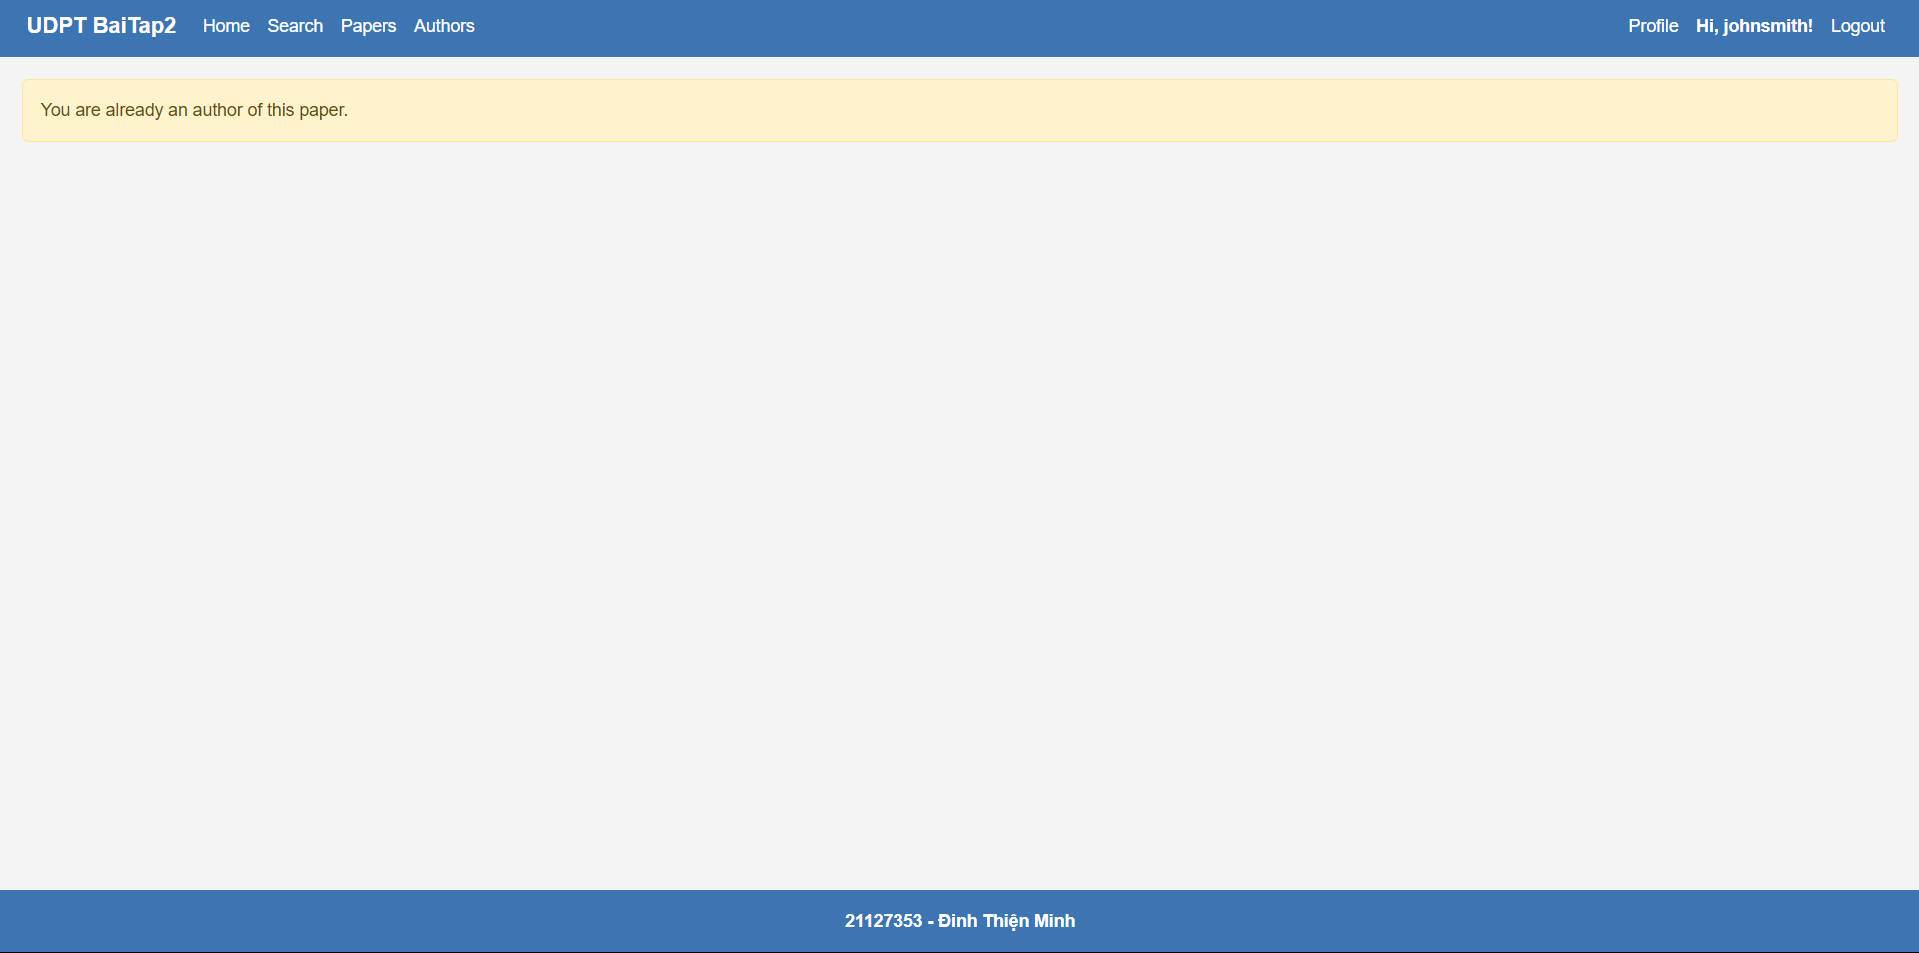 UDPT BaiTap2 Home Search Papers Authors Profile Hi, johnsmith! Logout
You are already an author of this paper.
21127353 - Đinh Thiện Minh